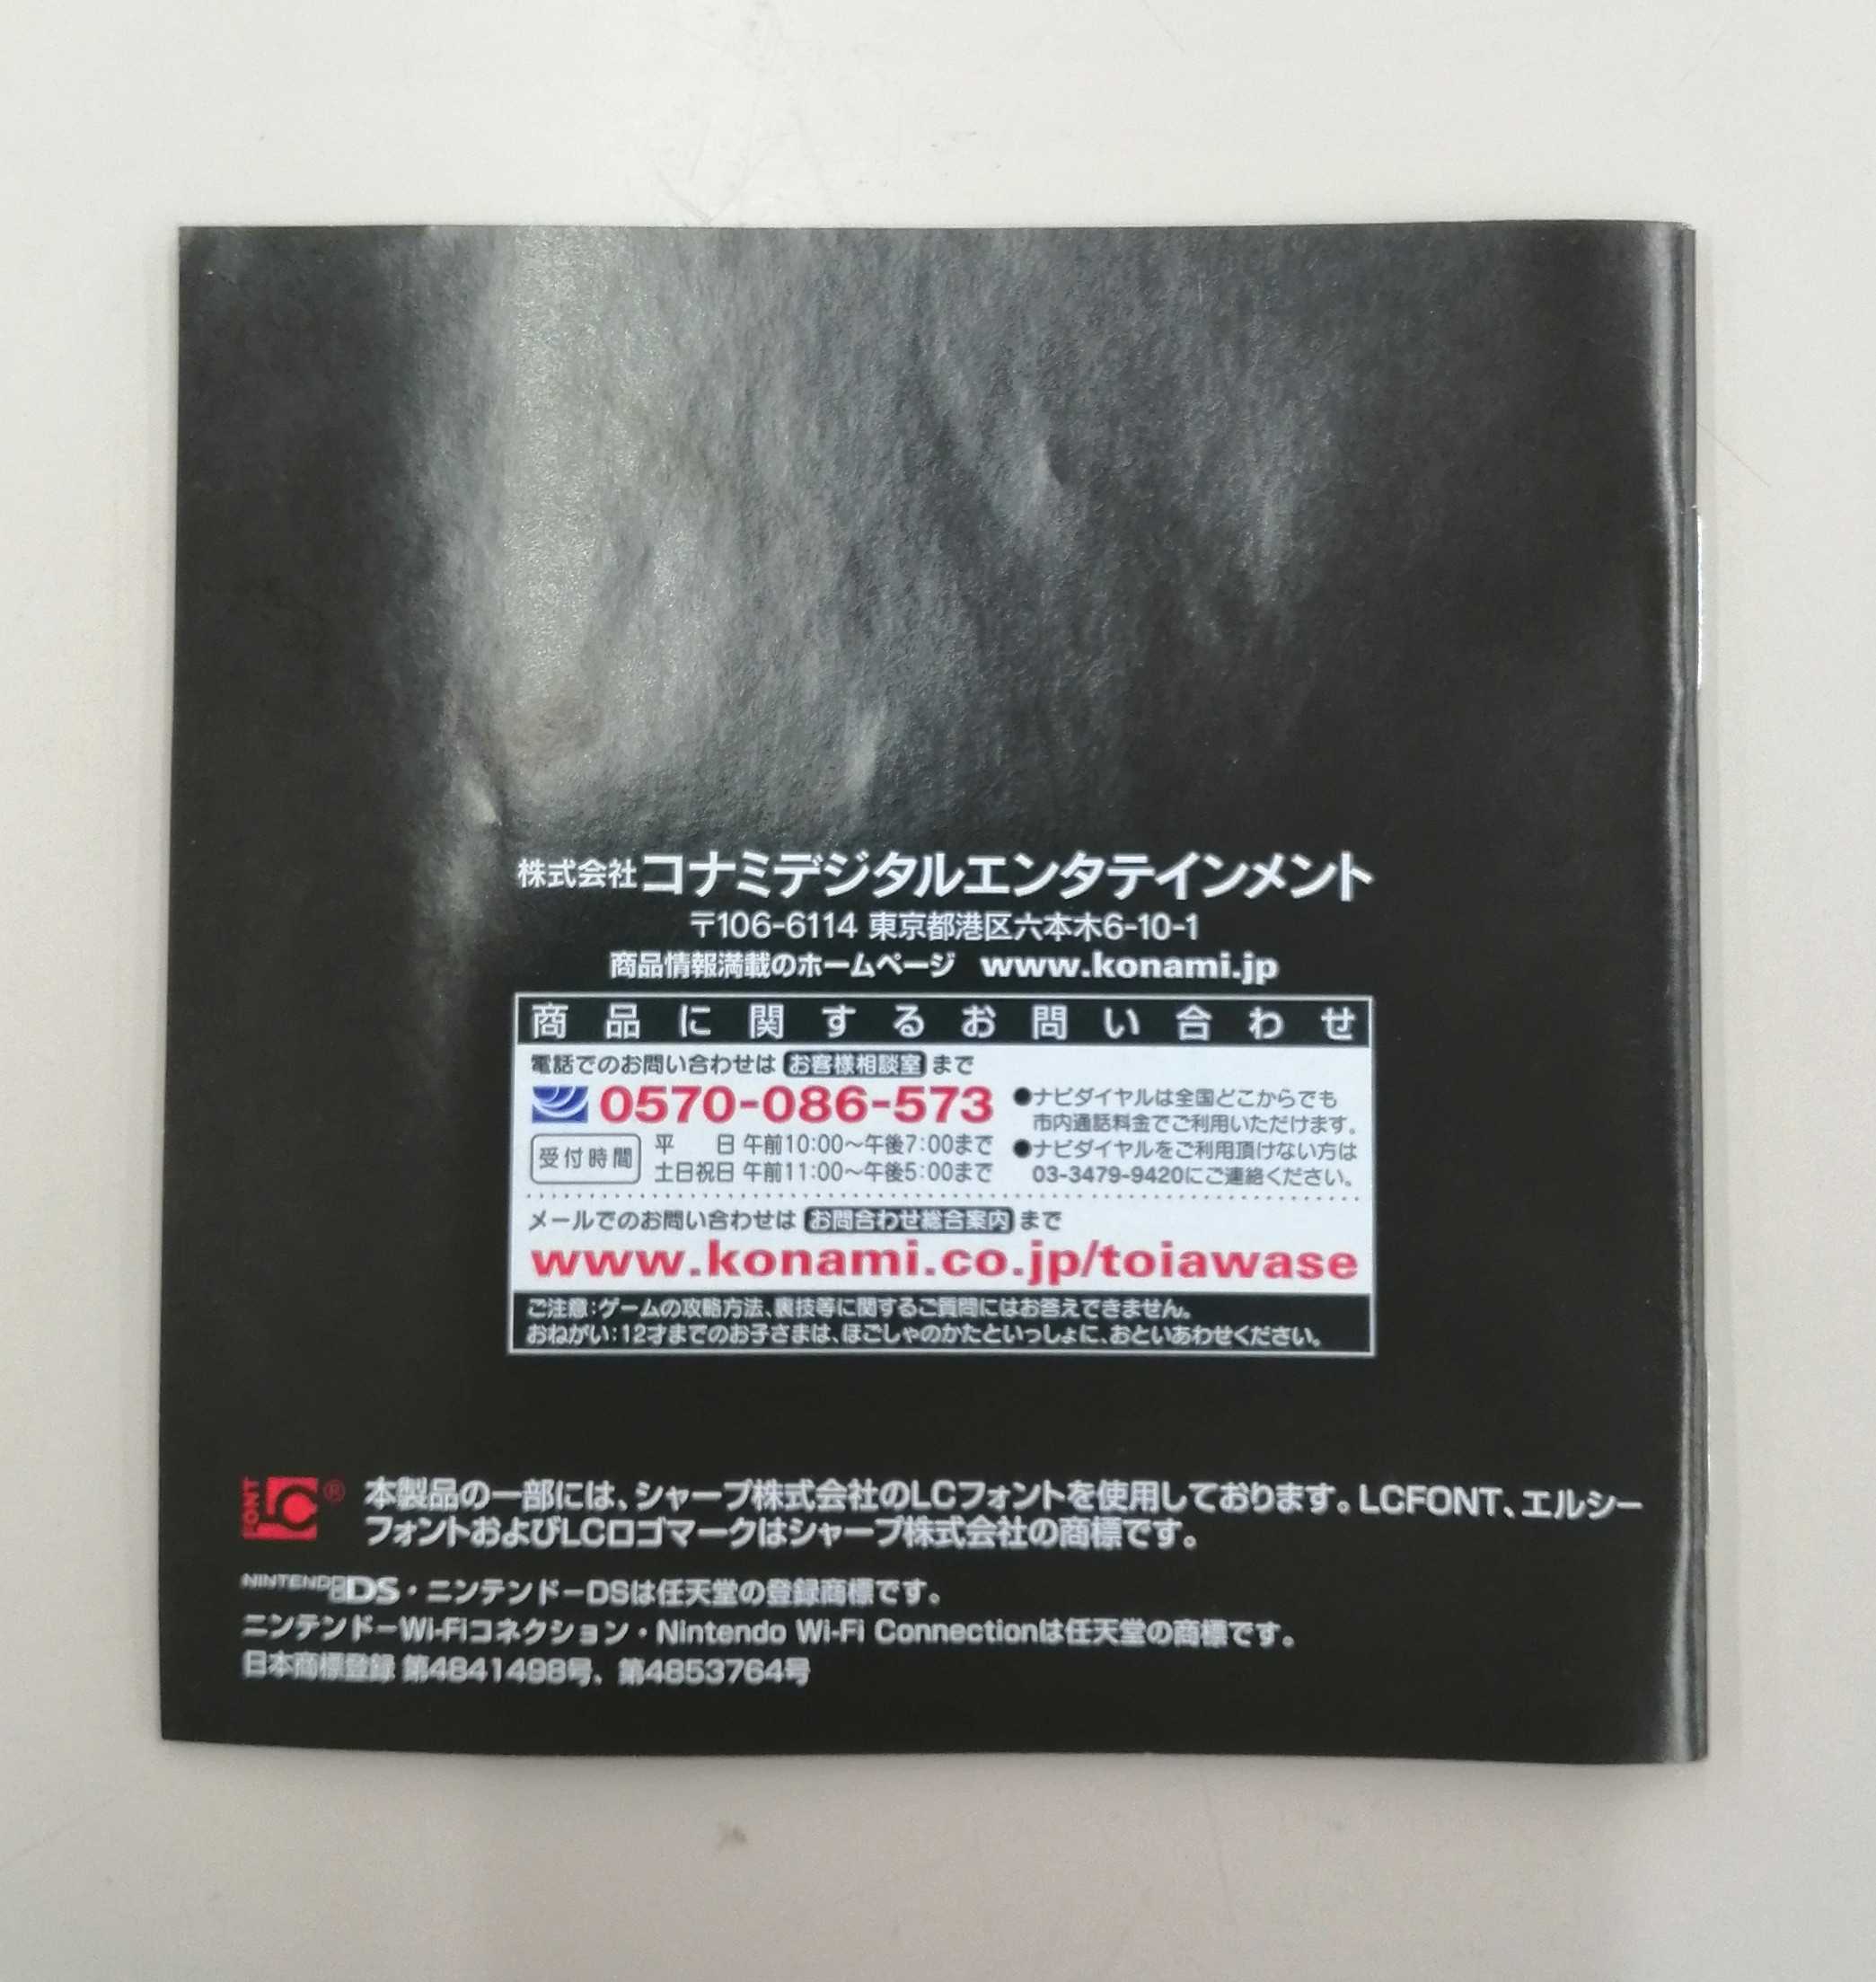 株式会社コナミデジタルエンタテインメント
〒106-6114 東京都港区六本木6-10-1
商品情報満載のホームページ www.konami.jp
商品に関するお問い合わせ
電話でのお問い合わせは お客様相談室 まで
0570-086-573
受付時間
平　　日 午前10:00～午後7:00まで
土日祝日 午前11:00～午後5:00まで
●ナビダイヤルは全国どこからでも
市内通話料金でご利用いただけます。
●ナビダイヤルをご利用頂けない方は
03-3479-9420にご連絡ください。
メールでのお問い合わせは お問合わせ総合案内 まで
www.konami.co.jp/toiawase
ご注意:ゲームの攻略方法、裏技等に関するご質問にはお答えできません。
おねがい:12才までのお子さまは、ほごしゃのかたといっしょに、おといあわせください。
FONT LC ® 本製品の一部には、シャープ株式会社のLCフォントを使用しております。LCFONT、エルシー
フォントおよびLCロゴマークはシャープ株式会社の商標です。
NINTENDO DS・ニンテンドーDSは任天堂の登録商標です。
ニンテンドーWi-Fiコネクション・Nintendo Wi-Fi Connectionは任天堂の商標です。
日本商標登録 第4841498号、第4853764号